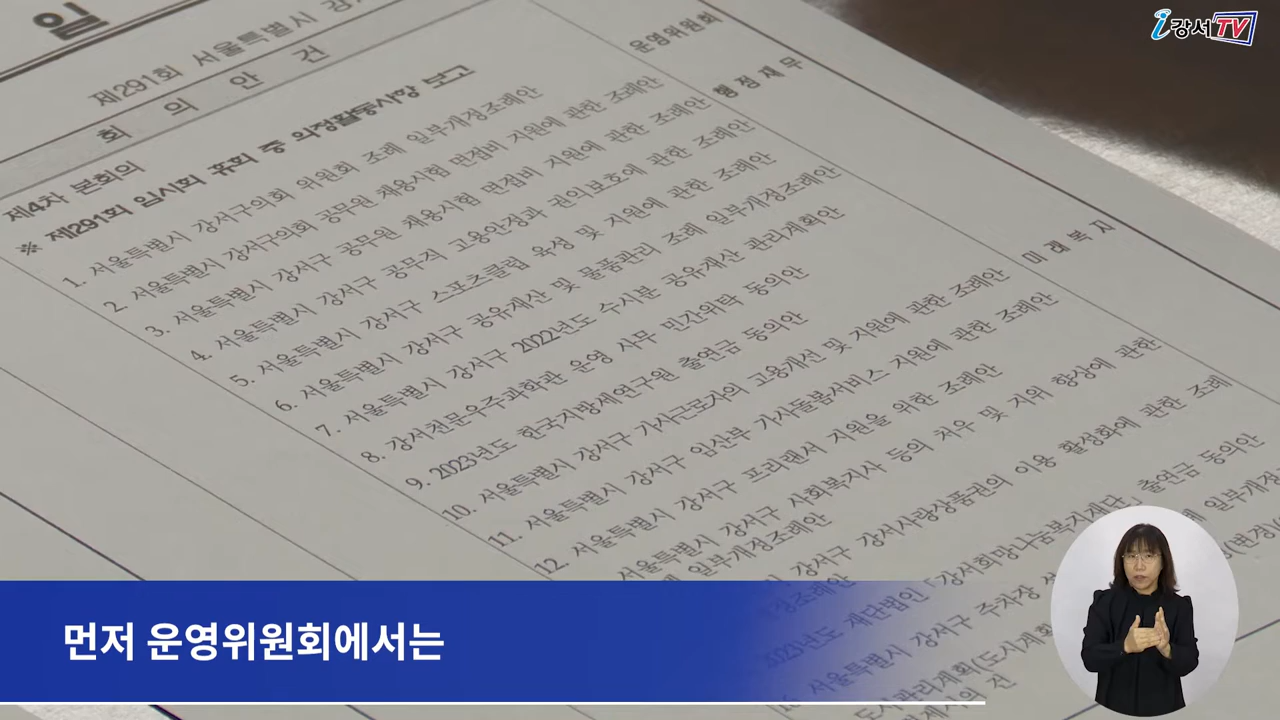 i강서TV
일
제291회 서울특별시 강
회 의 안 건
운영위원회
제4차 본회의
※ 제291회 임시회 휴회 중 의정활동사항 보고
행정재무
1. 서울특별시 강서구의회 위원회 조례 일부개정조례안
2. 서울특별시 강서구의회 공무원 채용시험 면접비 지원에 관한 조례안
3. 서울특별시 강서구 공무원 채용시험 면접비 지원에 관한 조례안
4. 서울특별시 강서구 공무직 고용안정과 권익보호에 관한 조례안
5. 서울특별시 강서구 스포츠클럽 육성 및 지원에 관한 조례안
6. 서울특별시 강서구 공유재산 및 물품관리 조례 일부개정조례안
7. 서울특별시 강서구 2022년도 수시분 공유재산 관리계획안
8. 강서천문우주과학관 운영 사무 민간위탁 동의안
9. 2023년도 한국지방세연구원 출연금 동의안
미래복지
10. 서울특별시 강서구 가사근로자의 고용개선 및 지원에 관한 조례안
11. 서울특별시 강서구 임산부 가사돌봄서비스 지원에 관한 조례안
12. 서울특별시 강서구 프리랜서 지원을 위한 조례안
서울특별시 강서구 사회복지사 등의 처우 및 지위 향상에 관한
일부개정조례안
강서구 강서사랑상품권의 이용 활성화에 관한 조례
정조례안
2023년도 재단법인 「강서희망나눔복지재단」 출연금 동의안
서울특별시 강서구 주차장
일부개정
도시관리계획(도시계획
(변경)
먼저 운영위원회에서는